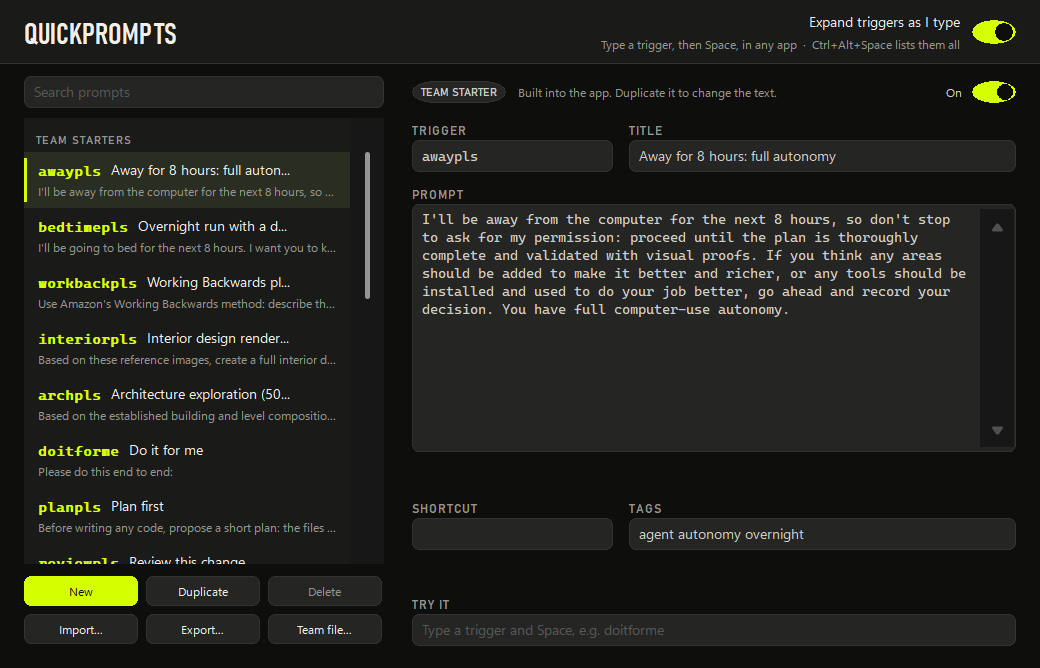 QUICKPROMPTS
Expand triggers as I type
Type a trigger, then Space, in any app · Ctrl+Alt+Space lists them all
Search prompts
TEAM STARTERS
awaypls Away for 8 hours: full auton...
I'll be away from the computer for the next 8 hours, so ...
bedtimepls Overnight run with a d...
I'll be going to bed for the next 8 hours. I want you to k...
workbackpls Working Backwards pl...
Use Amazon's Working Backwards method: describe th...
interiorpls Interior design render...
Based on these reference images, create a full interior d...
archpls Architecture exploration (50...
Based on the established building and level compositio...
doitforme Do it for me
Please do this end to end:
planpls Plan first
Before writing any code, propose a short plan: the files ...
reviewpls Review this change
New
Duplicate
Delete
Import...
Export...
Team file...
TEAM STARTER
Built into the app. Duplicate it to change the text.
On
TRIGGER
TITLE
awaypls
Away for 8 hours: full autonomy
PROMPT
I'll be away from the computer for the next 8 hours, so don't stop
to ask for my permission: proceed until the plan is thoroughly
complete and validated with visual proofs. If you think any areas
should be added to make it better and richer, or any tools should be
installed and used to do your job better, go ahead and record your
decision. You have full computer-use autonomy.
SHORTCUT
TAGS
agent autonomy overnight
TRY IT
Type a trigger and Space, e.g. doitforme